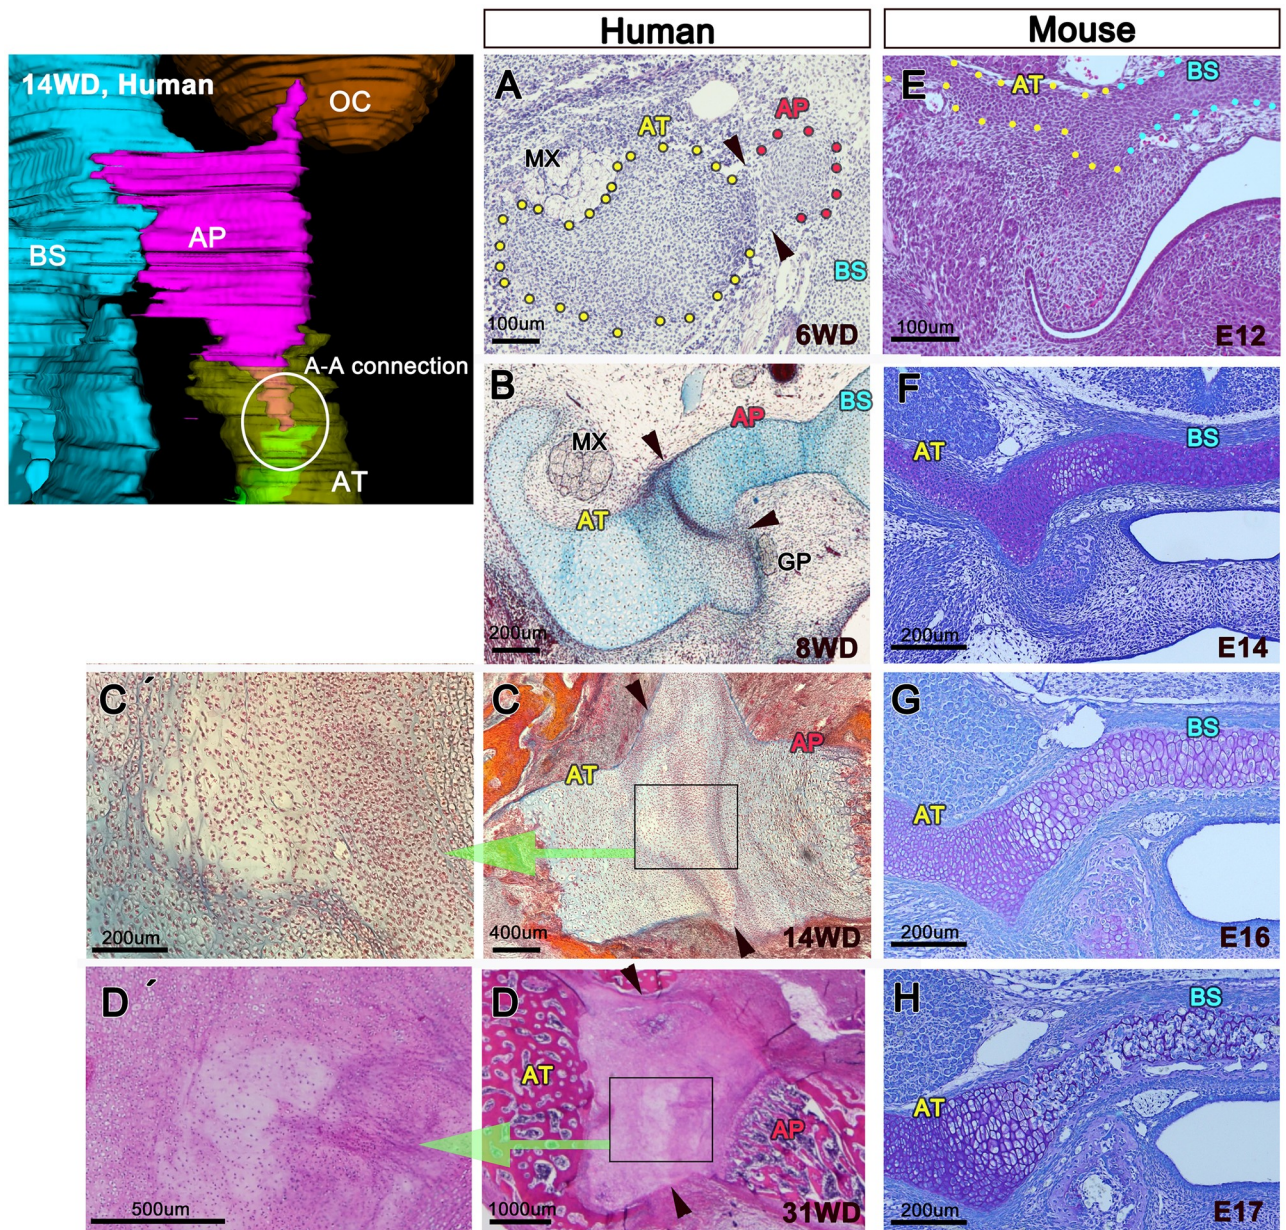 Human
Mouse
14WD, Human
OC
BS
AP
A-A connection
AT
A
AP
AT
MX
BS
100um
6WD
E
AT
BS
100um
E12
B
AP
BS
MX
AT
GP
200um
8WD
F
AT
BS
200um
E14
C´
200um
C
AT
AP
400um
14WD
G
BS
AT
200um
E16
D´
500um
D
AT
AP
1000um
31WD
H
BS
AT
200um
E17